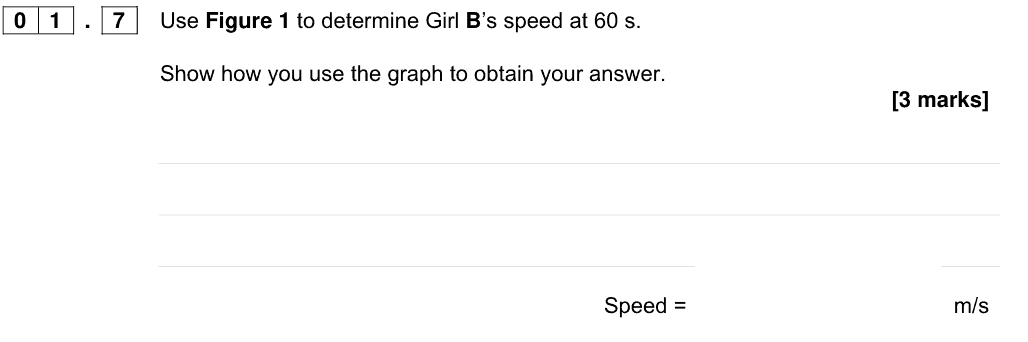 0 1 . 7 Use Figure 1 to determine Girl B's speed at 60 s.
Show how you use the graph to obtain your answer.
[3 marks]
Speed = m/s